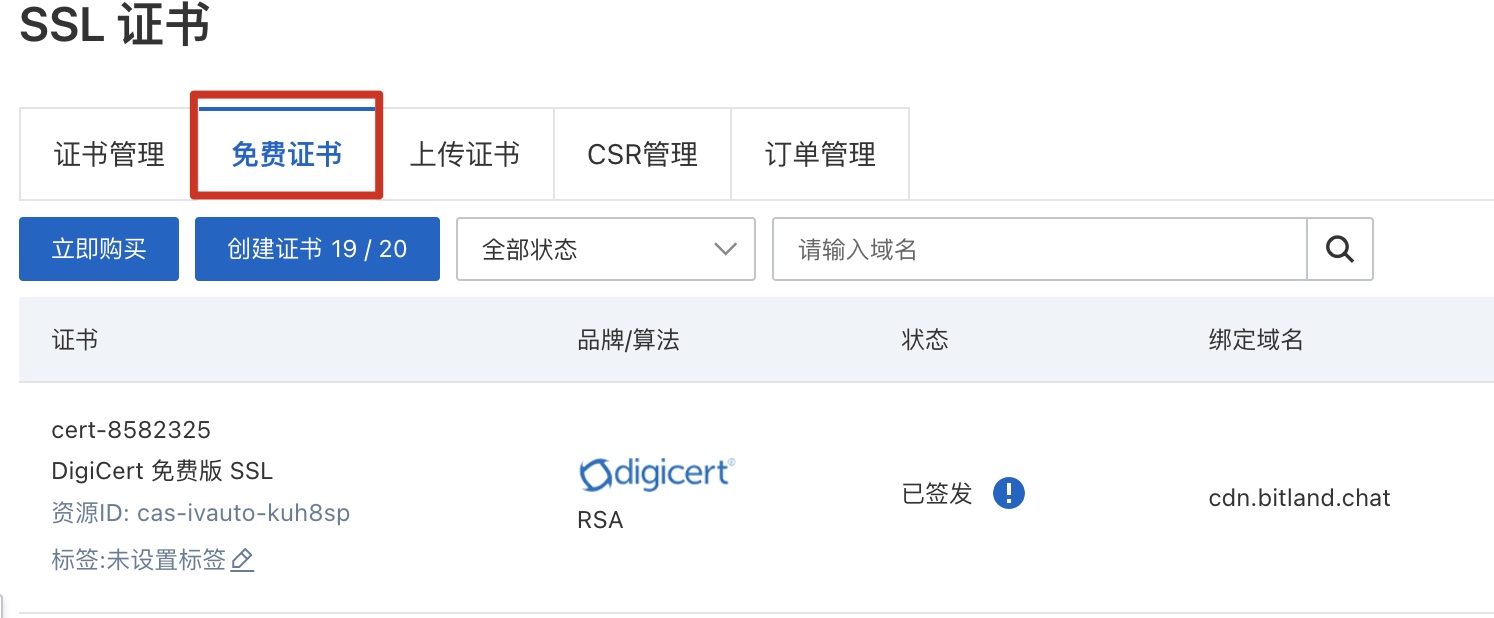 SSL 证书
证书管理 免费证书 上传证书 CSR管理 订单管理
立即购买 创建证书 19 / 20 全部状态 请输入域名
证书 品牌/算法 状态 绑定域名
cert-8582325
DigiCert 免费版 SSL
资源ID: cas-ivauto-kuh8sp
标签:未设置标签
digicert®
RSA
已签发
cdn.bitland.chat